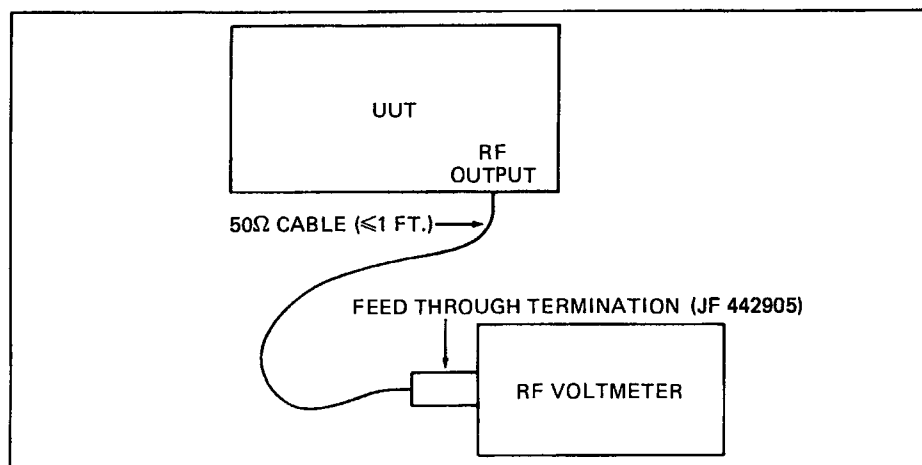 UUT
RF
OUTPUT
50Ω CABLE (≤1 FT.)
FEED THROUGH TERMINATION (JF 442905)
RF VOLTMETER